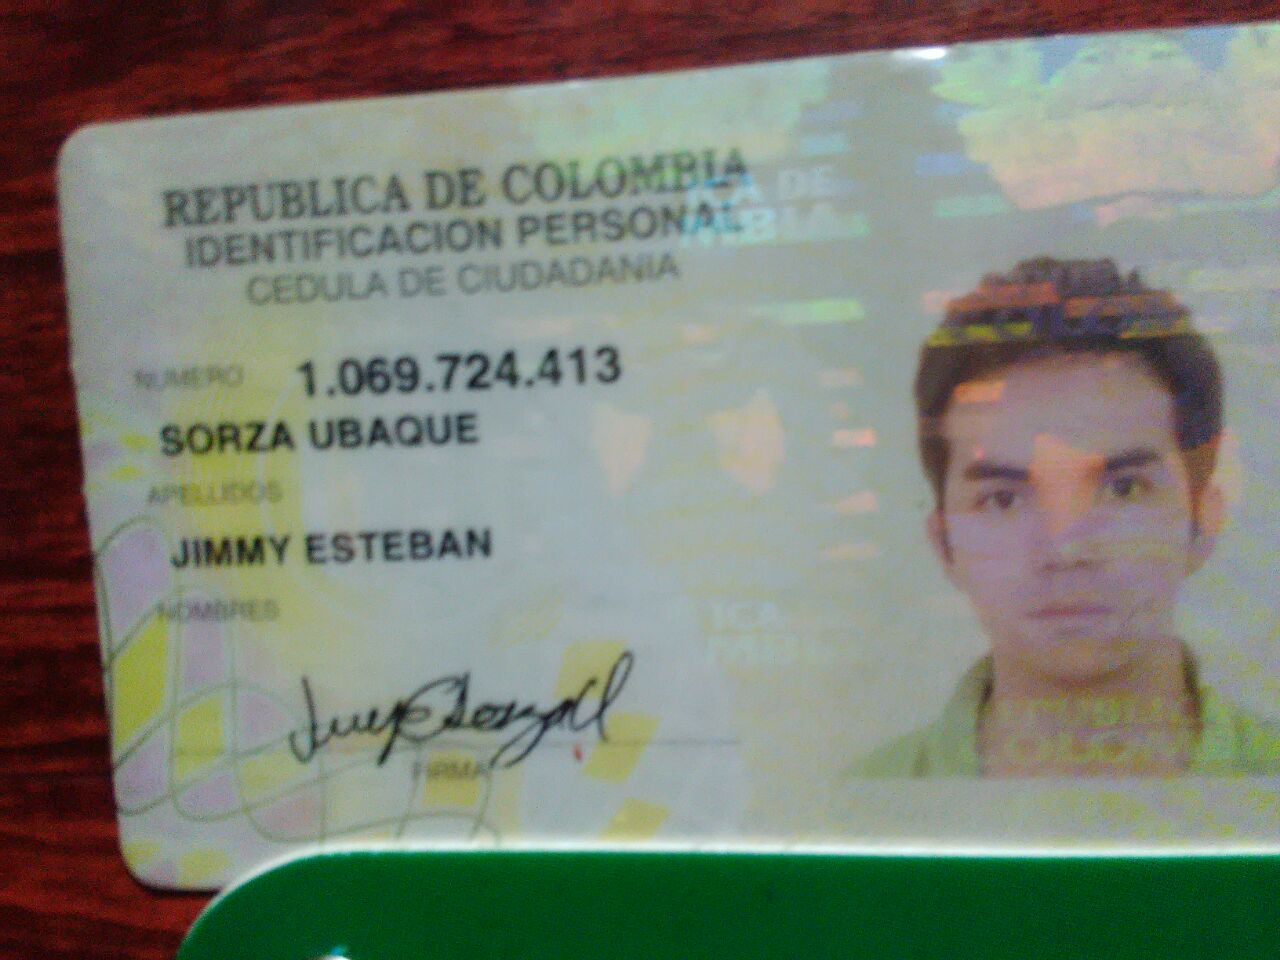 REPUBLICA DE COLOMBIA
IDENTIFICACION PERSONAL
CEDULA DE CIUDADANIA
NUMERO 1.069.724.413
SORZA UBAQUE
APELLIDOS
JIMMY ESTEBAN
NOMBRES
FIRMA